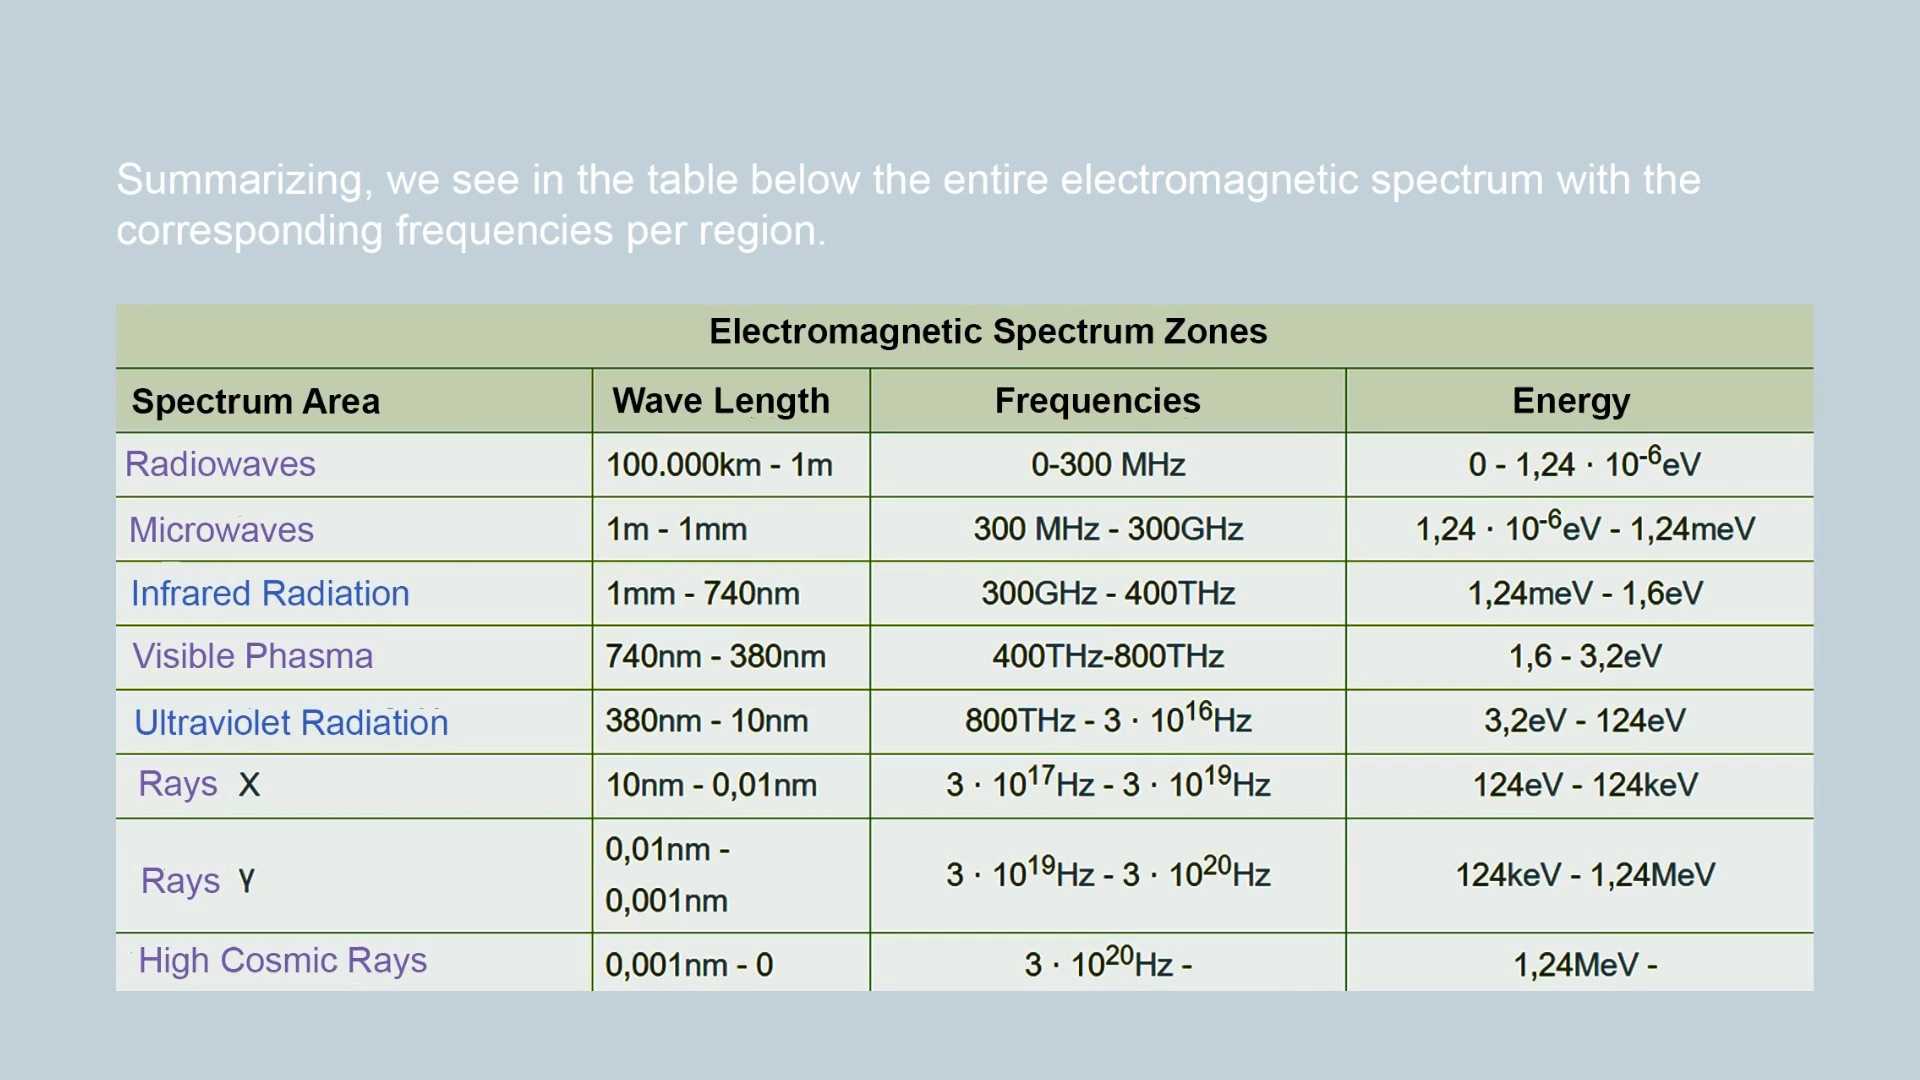 Summarizing, we see in the table below the entire electromagnetic spectrum with the
corresponding frequencies per region.
Electromagnetic Spectrum Zones
Spectrum Area Wave Length Frequencies Energy
Radiowaves 100.000km - 1m 0-300 MHz 0 - 1,24 · 10⁻⁶eV
Microwaves 1m - 1mm 300 MHz - 300GHz 1,24 · 10⁻⁶eV - 1,24meV
Infrared Radiation 1mm - 740nm 300GHz - 400THz 1,24meV - 1,6eV
Visible Phasma 740nm - 380nm 400THz-800THz 1,6 - 3,2eV
Ultraviolet Radiation 380nm - 10nm 800THz - 3 · 10¹⁶Hz 3,2eV - 124eV
Rays X 10nm - 0,01nm 3 · 10¹⁷Hz - 3 · 10¹⁹Hz 124eV - 124keV
Rays γ 0,01nm -
0,001nm 3 · 10¹⁹Hz - 3 · 10²⁰Hz 124keV - 1,24MeV
High Cosmic Rays 0,001nm - 0 3 · 10²⁰Hz - 1,24MeV -